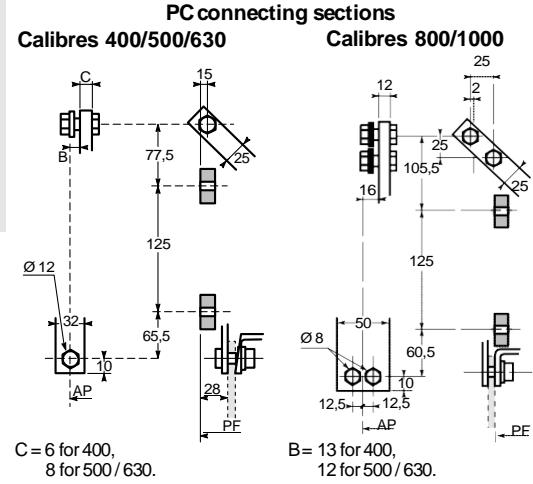 PC connecting sections
Calibres 400/500/630
Calibres 800/1000
C
15
B
77,5
25
125
Ø 12
32
65,5
10
AP
28
PF
C = 6 for 400,
8 for 500 / 630.
25
12
2
25
105,5
25
16
125
50
Ø 8
60,5
10
12,5
12,5
AP
PF
B = 13 for 400,
12 for 500 / 630.